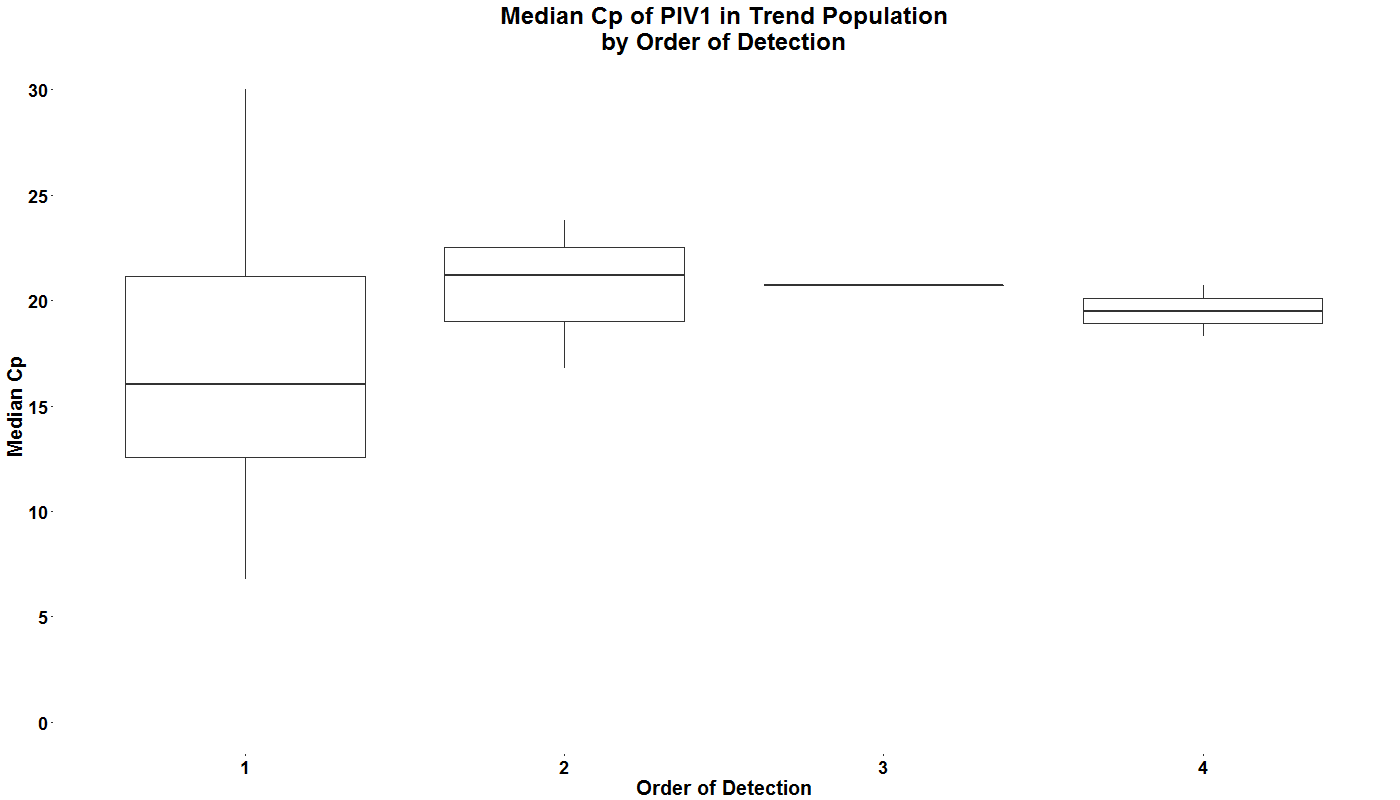 Median Cp of PIV1 in Trend Population
by Order of Detection
Median Cp
30
25
20
15
10
5
0
1 2 3 4
Order of Detection